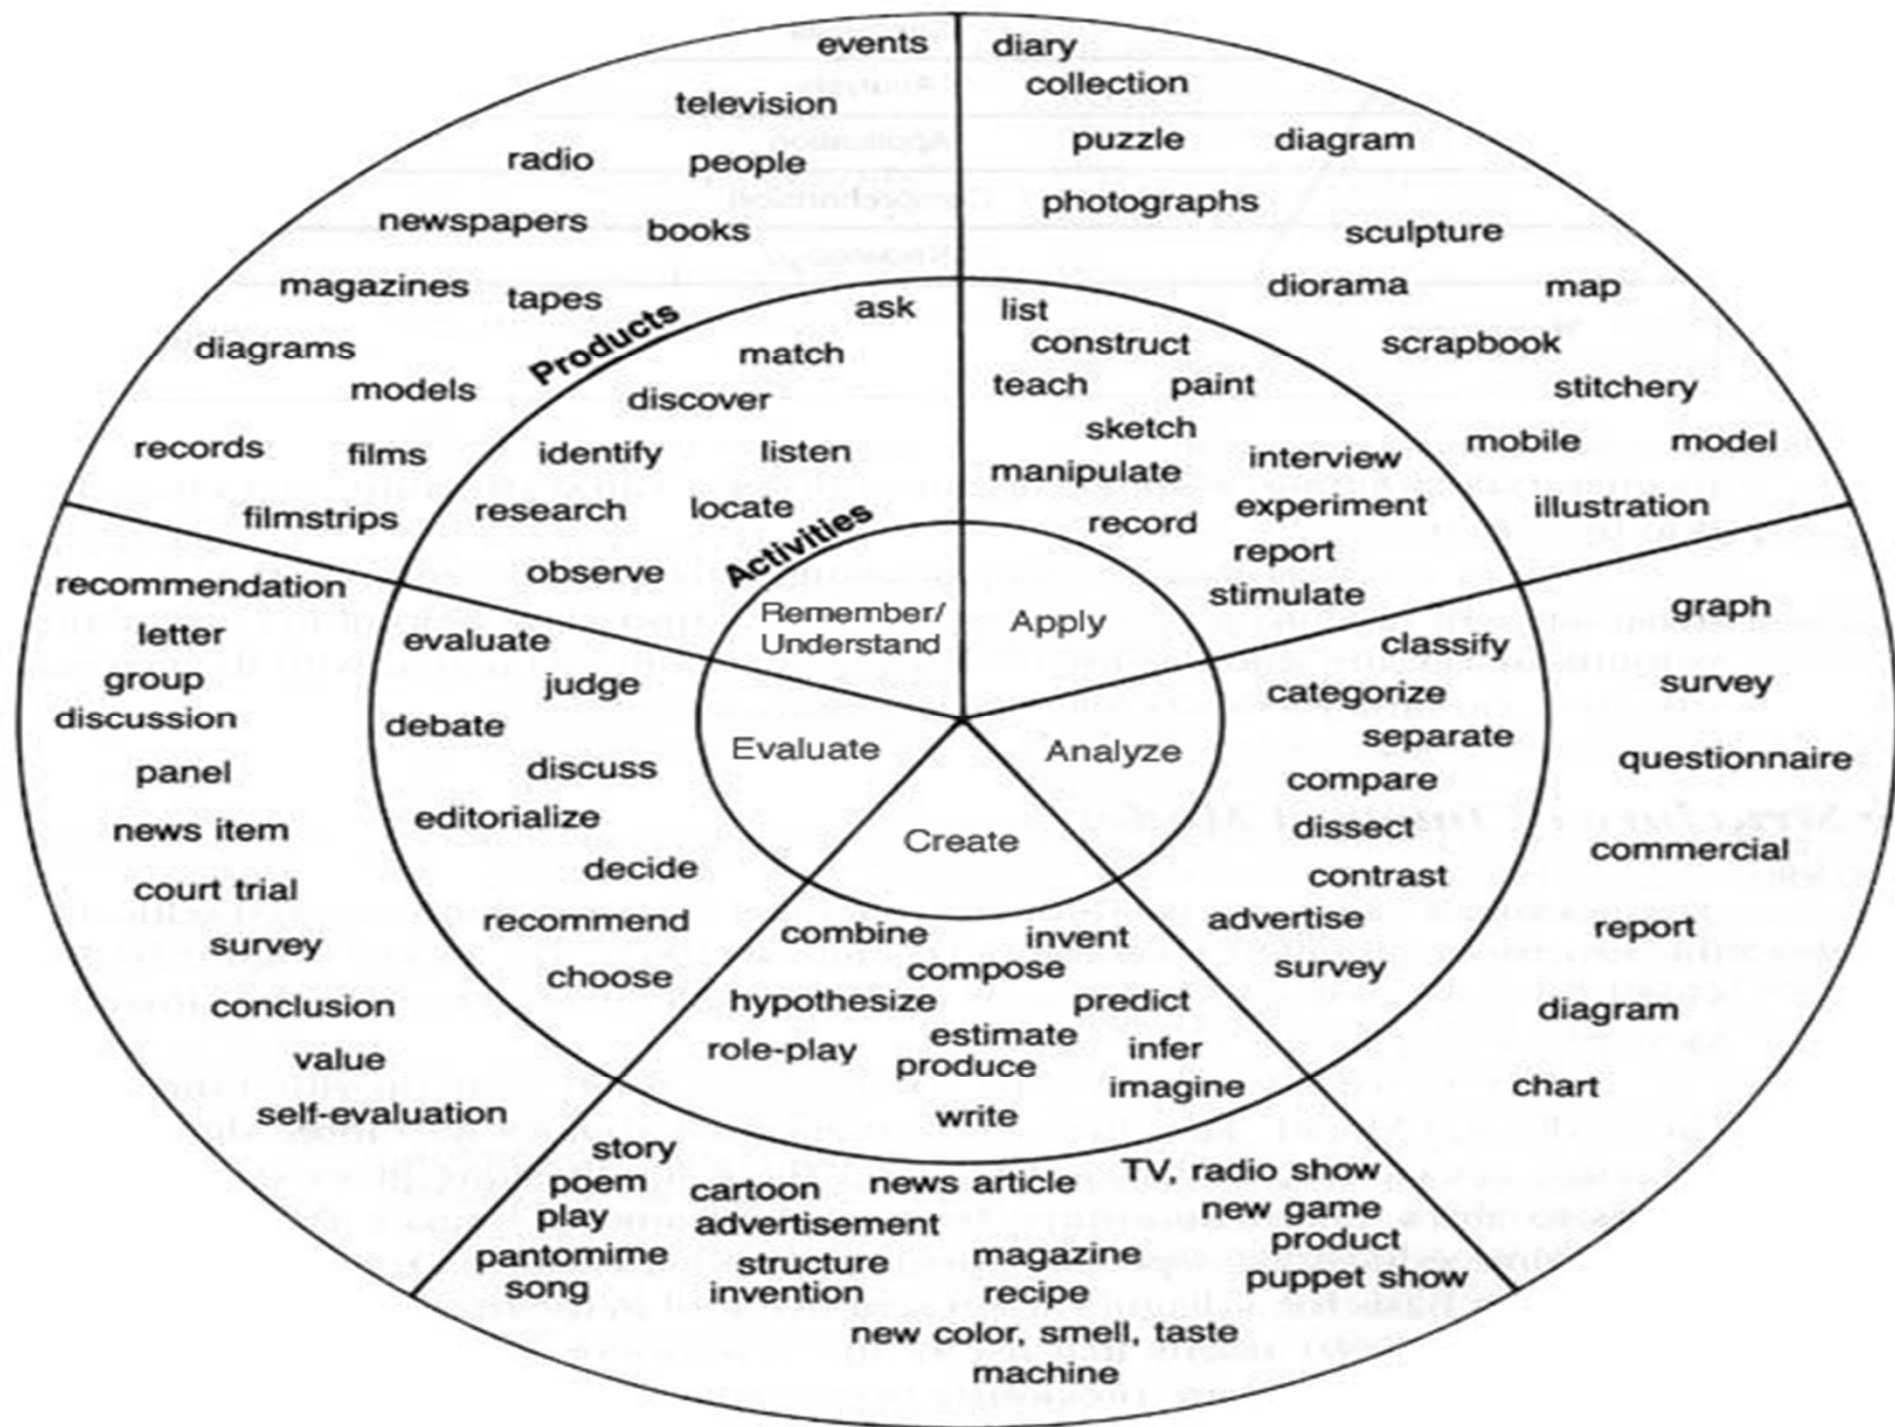 events
television
radio people
newspapers books
magazines tapes
diagrams
models
records films
filmstrips
Products
ask
match
discover
identify listen
research locate
observe
Activities
Remember/
Understand
diary
collection
puzzle diagram
photographs
sculpture
diorama map
scrapbook
stitchery
mobile model
illustration
list
construct
teach paint
sketch
manipulate interview
record experiment
report
stimulate
Apply
graph
survey
questionnaire
commercial
report
diagram
chart
classify
categorize
separate
compare
dissect
contrast
advertise
survey
Analyze
Create
combine invent
compose
hypothesize predict
estimate
role-play infer
produce
imagine
write
story
poem cartoon news article TV, radio show
play advertisement new game
product
pantomime structure magazine
song invention recipe puppet show
new color, smell, taste
machine
Evaluate
evaluate
judge
debate
discuss
editorialize
decide
recommend
choose
recommendation
letter
group
discussion
panel
news item
court trial
survey
conclusion
value
self-evaluation